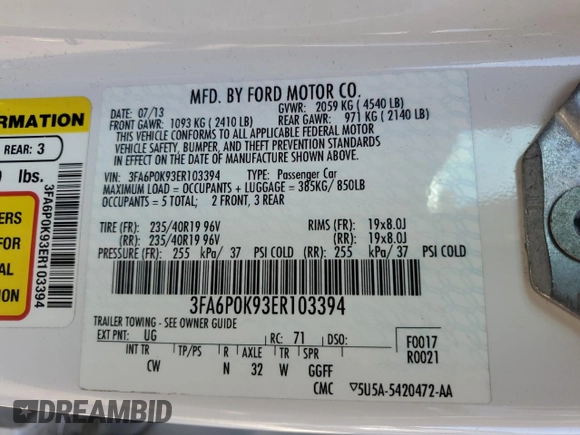 MFD. BY FORD MOTOR CO.
DATE: 07/13
GVWR: 2059 KG (4540 LB)
FRONT GAWR: 1093 KG (2410 LB)
REAR GAWR: 971 KG (2140 LB)
THIS VEHICLE CONFORMS TO ALL APPLICABLE FEDERAL MOTOR
VEHICLE SAFETY, BUMPER, AND THEFT PREVENTION STANDARDS
IN EFFECT ON THE DATE OF MANUFACTURE SHOWN ABOVE.
VIN: 3FA6P0K93ER103394 TYPE: Passenger Car
MAXIMUM LOAD = OCCUPANTS + LUGGAGE = 385KG/ 850LB
OCCUPANTS = 5 TOTAL; 2 FRONT, 3 REAR
TIRE (FR): 235/40R19 96V RIMS (FR): 19x8.0J
(RR): 235/40R19 96V (RR): 19x8.0J
PRESSURE (FR): 255 kPa/ 37 PSI COLD (RR): 255 kPa/ 37 PSI COLD
3FA6P0K93ER103394
TRAILER TOWING - SEE OWNER GUIDE
EXT PNT: UG RC: 71 DSO: F0017
INT TR TP/PS R AXLE TR SPR R0021
CW N 32 W GGFF
CMC ▽5U5A-5420472-AA
RMATION
REAR: 3
lbs.
ERS
FOR
AL
ON
3FA6P0K93ER103394
DREAMBID